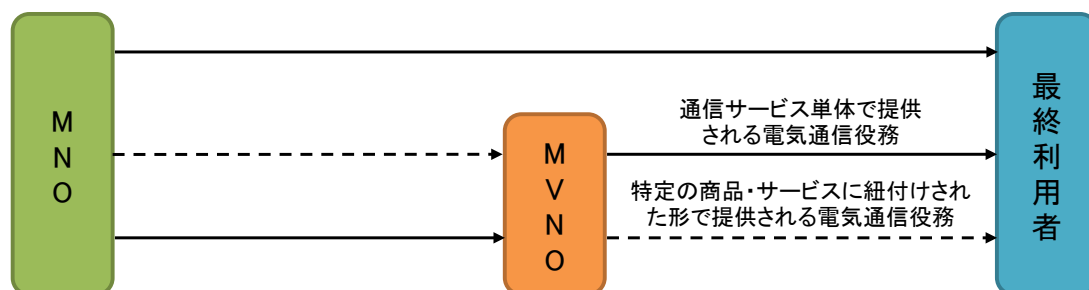 MNO
MVNO
通信サービス単体で提供
される電気通信役務
特定の商品・サービスに紐付けされ
た形で提供される電気通信役務
最終利用者